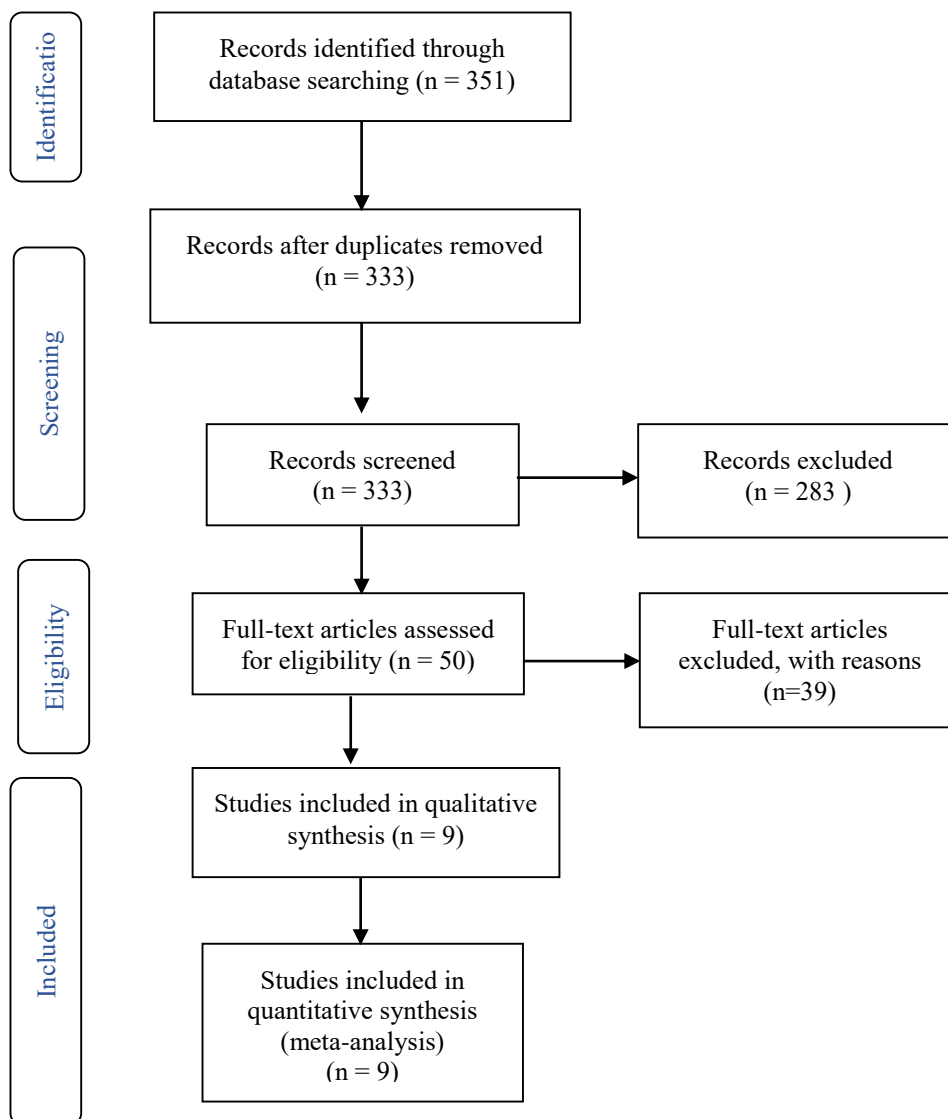 Identificatio
Records identified through
database searching (n = 351)
Records after duplicates removed
(n = 333)
Screening
Records screened
(n = 333)
Records excluded
(n = 283 )
Eligibility
Full-text articles assessed
for eligibility (n = 50)
Full-text articles
excluded, with reasons
(n=39)
Included
Studies included in qualitative
synthesis (n = 9)
Studies included in
quantitative synthesis
(meta-analysis)
(n = 9)